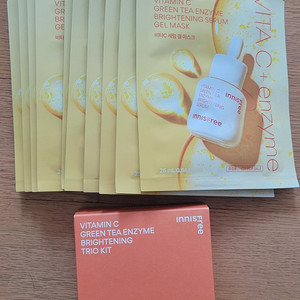 VITAMIN C
GREEN TEA ENZYME
BRIGHTENING SERUM
GEL MASK
VITA C + enzyme
INNISFREE
VITAMIN C
GREEN TEA ENZYME
BRIGHTENING
TRIO KIT
INNISFREE